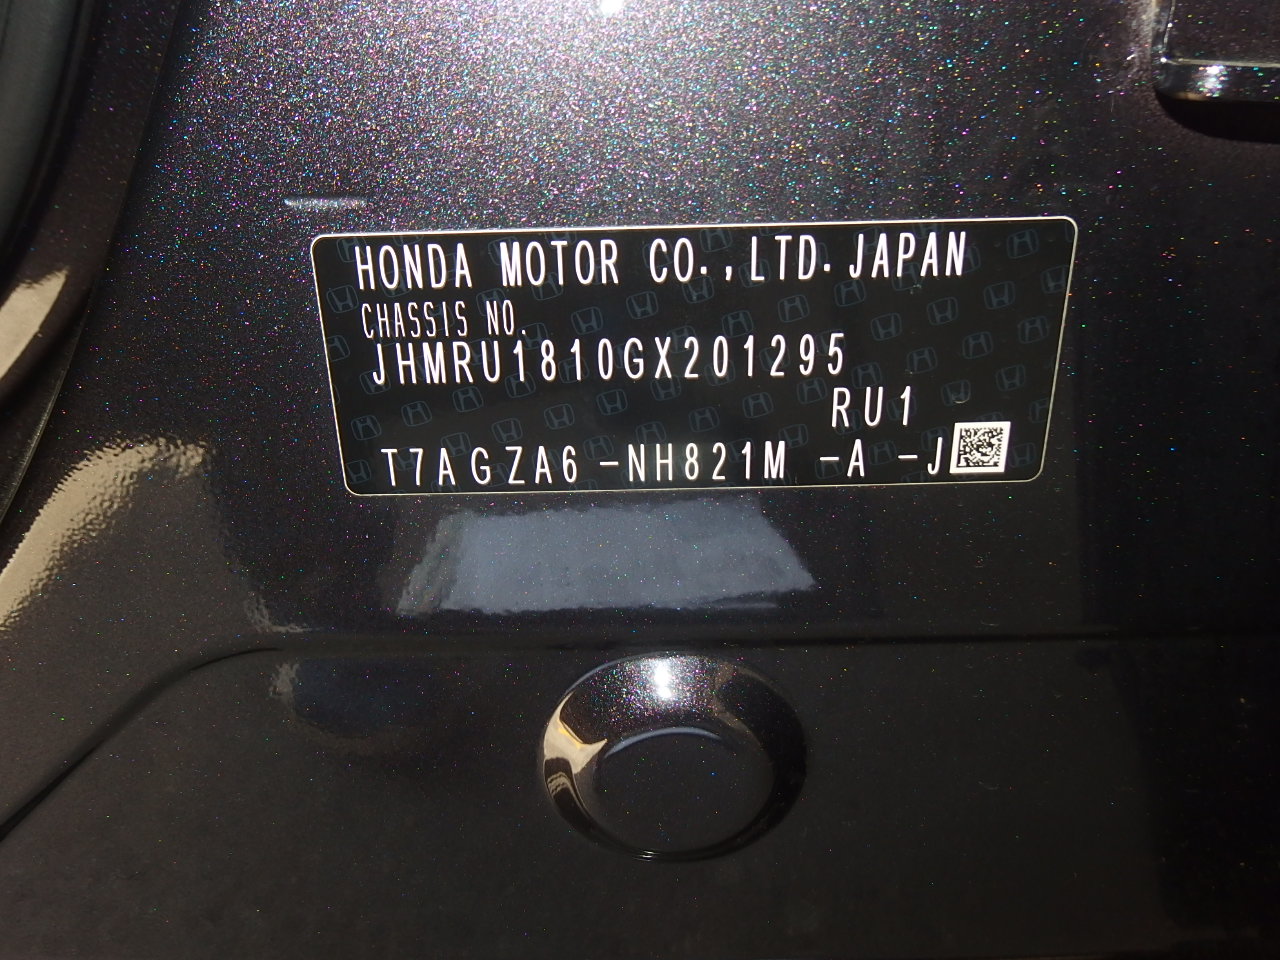 HONDA MOTOR CO.,LTD.JAPAN
CHASSIS NO.
JHMRU1810GX201295
RU1
T7AGZA6-NH821M -A -J